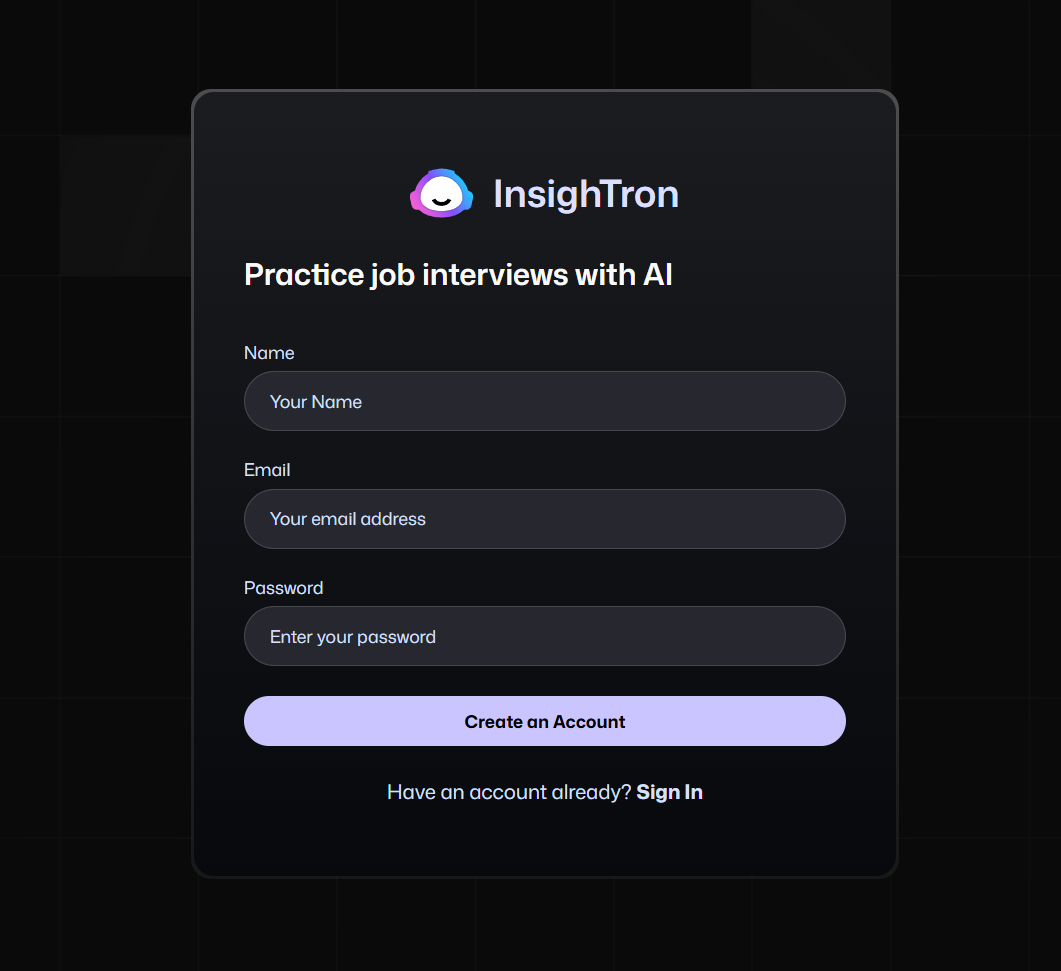 InsighTron
Practice job interviews with AI
Name
Your Name
Email
Your email address
Password
Enter your password
Create an Account
Have an account already? Sign In